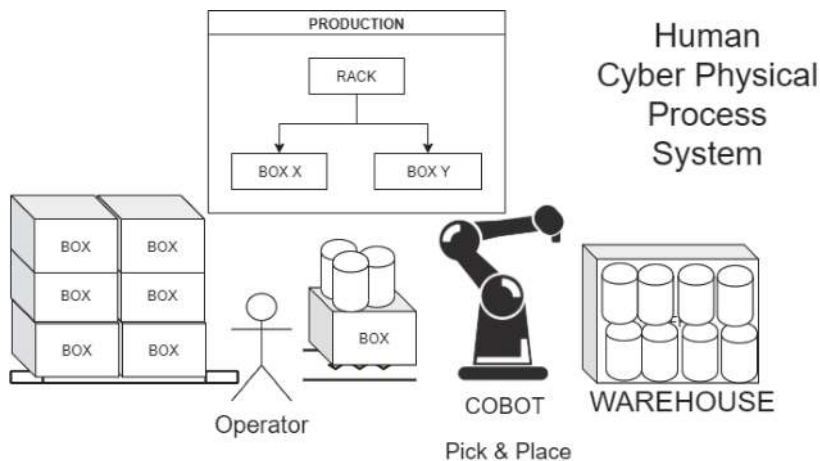 PRODUCTION
RACK
BOX X
BOX Y
Human
Cyber Physical
Process
System
BOX
BOX
BOX
BOX
BOX
BOX
BOX
Operator
COBOT
Pick & Place
WAREHOUSE